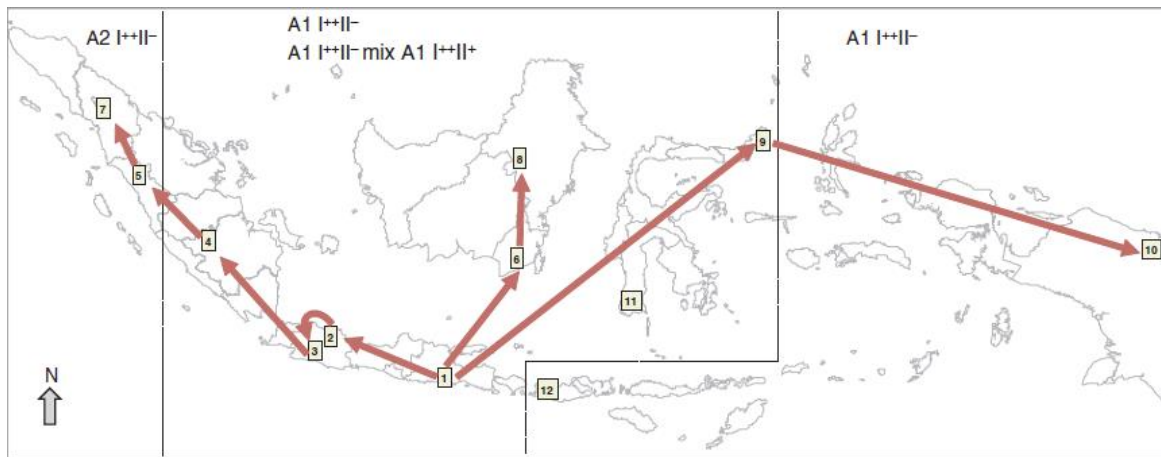 A2 I⁺⁺II⁻
A1 I⁺⁺II⁻
A1 I⁺⁺II⁻ mix A1 I⁺⁺II⁺
A1 I⁺⁺II⁻
7
8
9
5
4
6
10
11
2
3
1
12
N